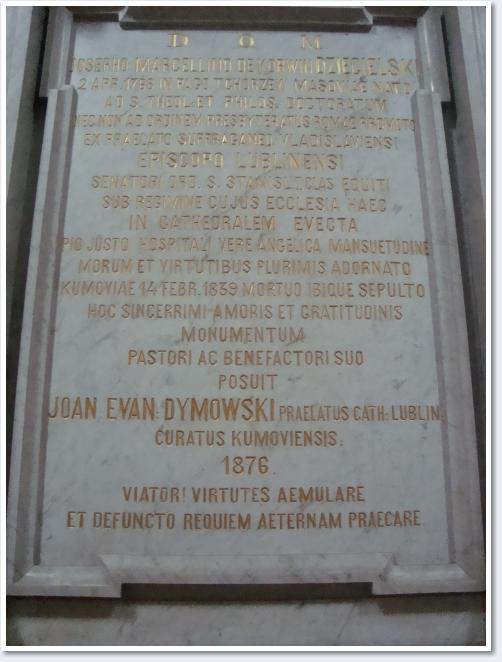 D O M
JOSEPHO MARCELLINO DE KORWIN DZIĘCIELSKI
2 APR. 1786 IN PAGO TCHORZEW MASOVIAE NATO
AD S. THEOL: ET PHILOS: DOCTORATUM
NEC NON AD ORDINEM PRESBYTERATUS ROMAE PROMOTO
EX PRAELATO SUFFRAGANEO VLADISLAVIENSI
EPISCOPO LUBLINENSI
SENATORI ORD. S. STANISL: I CLAS EQUITI
SUB REGIMINE CUJUS ECCLESIA HAEC
IN CATHEDRALEM EVECTA
PIO JUSTO HOSPITALI VERE ANGELICA MANSUETUDINE
MORUM ET VIRTUTIBUS PLURIMIS ADORNATO
KUMOVIAE 14 FEBR. 1839 MORTUO IBIQUE SEPULTO
HOC SINCERRIMI AMORIS ET GRATITUDINIS
MONUMENTUM
PASTORI AC BENEFACTORI SUO
POSUIT
JOAN EVAN: DYMOWSKI PRAELATUS CATH: LUBLIN.
CURATUS KUMOVIENSIS.
1876.
VIATOR! VIRTUTES AEMULARE
ET DEFUNCTO REQUIEM AETERNAM PRAECARE